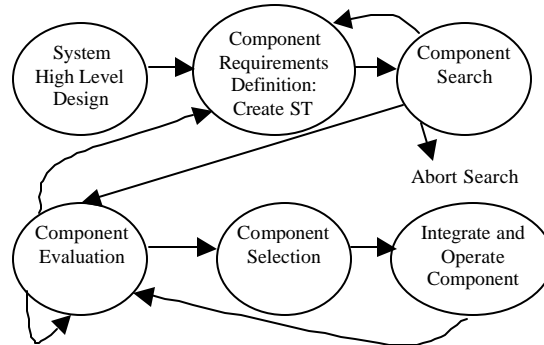 System
High Level
Design
Component
Requirements
Definition:
Create ST
Component
Search
Abort Search
Component
Evaluation
Component
Selection
Integrate and
Operate
Component